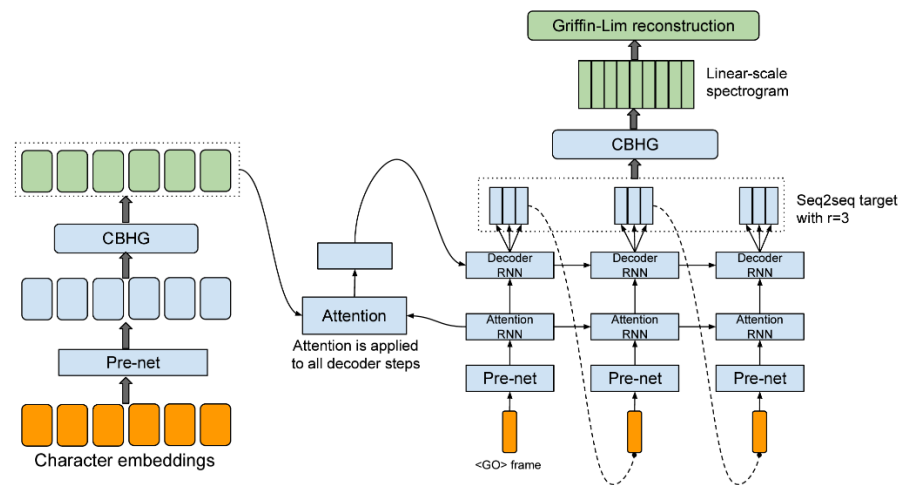 Griffin-Lim reconstruction
Linear-scale
spectrogram
CBHG
Seq2seq target
with r=3
CBHG
Decoder
RNN
Decoder
RNN
Decoder
RNN
Attention
Attention is applied
to all decoder steps
Attention
RNN
Attention
RNN
Attention
RNN
Pre-net
Pre-net
Pre-net
Pre-net
Character embeddings
<GO> frame